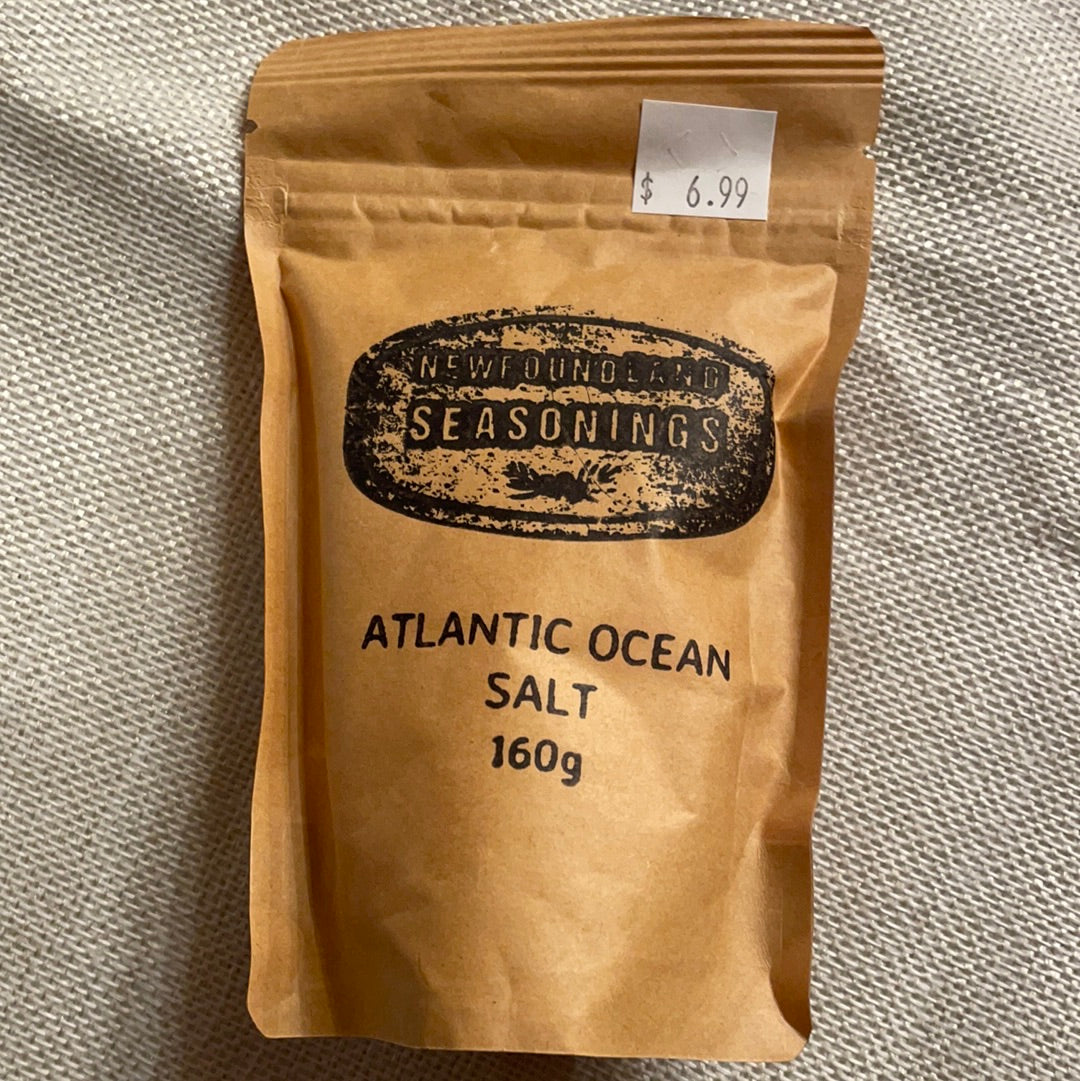 $ 6.99
NEWFOUNDLAND
SEASONINGS
ATLANTIC OCEAN
SALT
160g